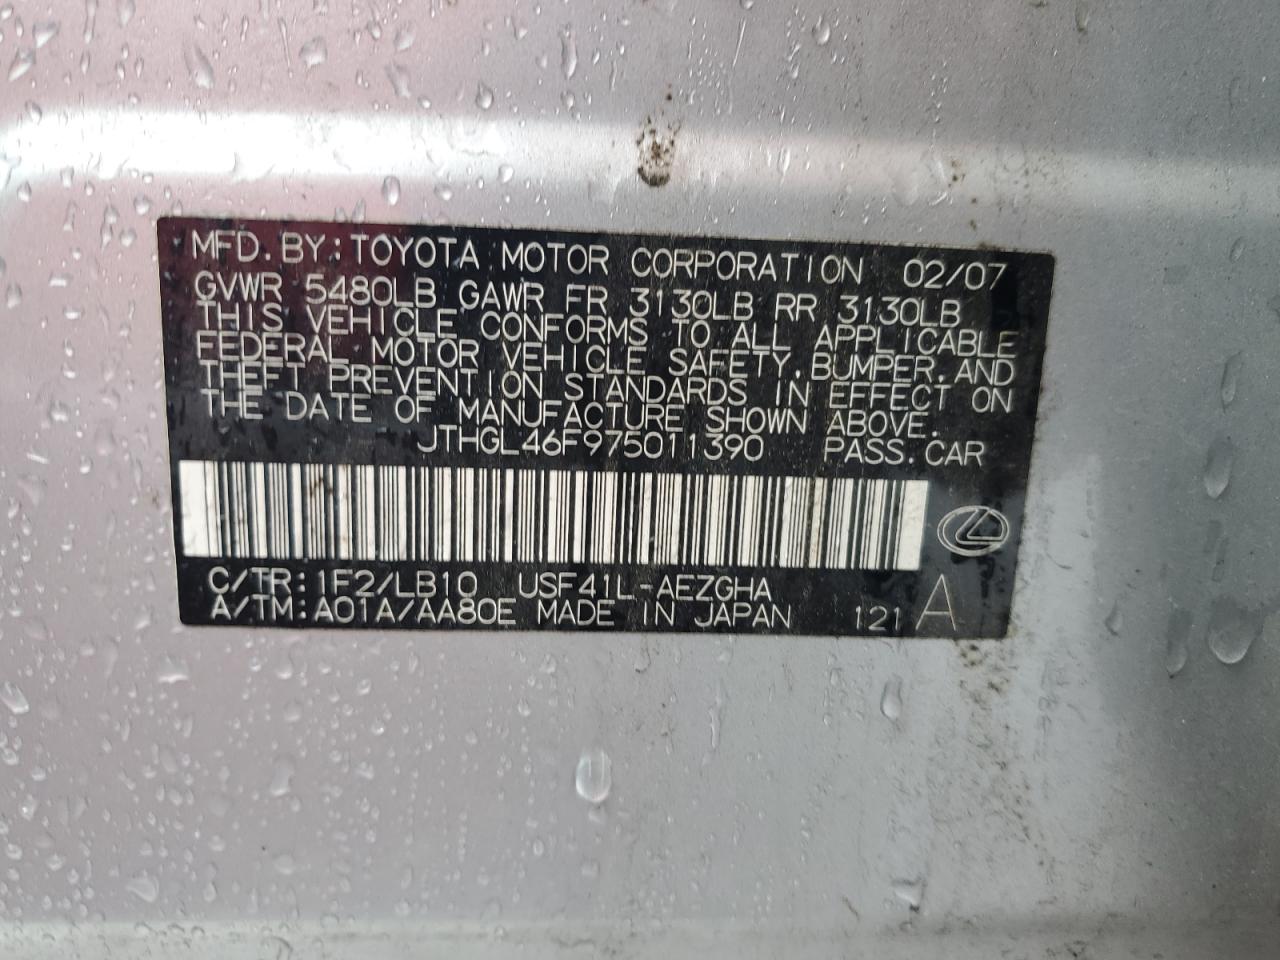 MFD. BY: TOYOTA MOTOR CORPORATION 02/07
GVWR 5480LB GAWR FR 3130LB RR 3130LB
THIS VEHICLE CONFORMS TO ALL APPLICABLE
FEDERAL MOTOR VEHICLE SAFETY, BUMPER, AND
THEFT PREVENTION STANDARDS IN EFFECT ON
THE DATE OF MANUFACTURE SHOWN ABOVE.
JTHGL46F975011390 PASS. CAR
C/TR: 1F2/LB10 USF41L-AEZGHA
A/TM: A01A/AA80E MADE IN JAPAN 121 A